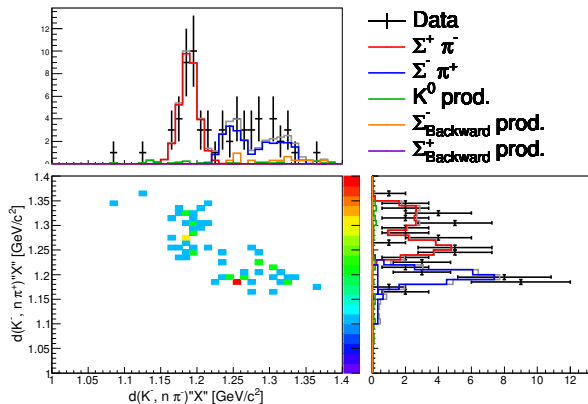 12
10
8
6
4
2
0
Data
Σ⁺ π⁻
Σ⁻ π⁺
K⁰ prod.
Σ⁻Backward prod.
Σ⁺Backward prod.
1.4
1.35
1.3
1.25
1.2
1.15
1.1
1.05
1
d(K⁻, n π⁺)"X" [GeV/c²]
1 1.05 1.1 1.15 1.2 1.25 1.3 1.35 1.4
d(K⁻, n π⁻)"X" [GeV/c²]
0 2 4 6 8 10 12